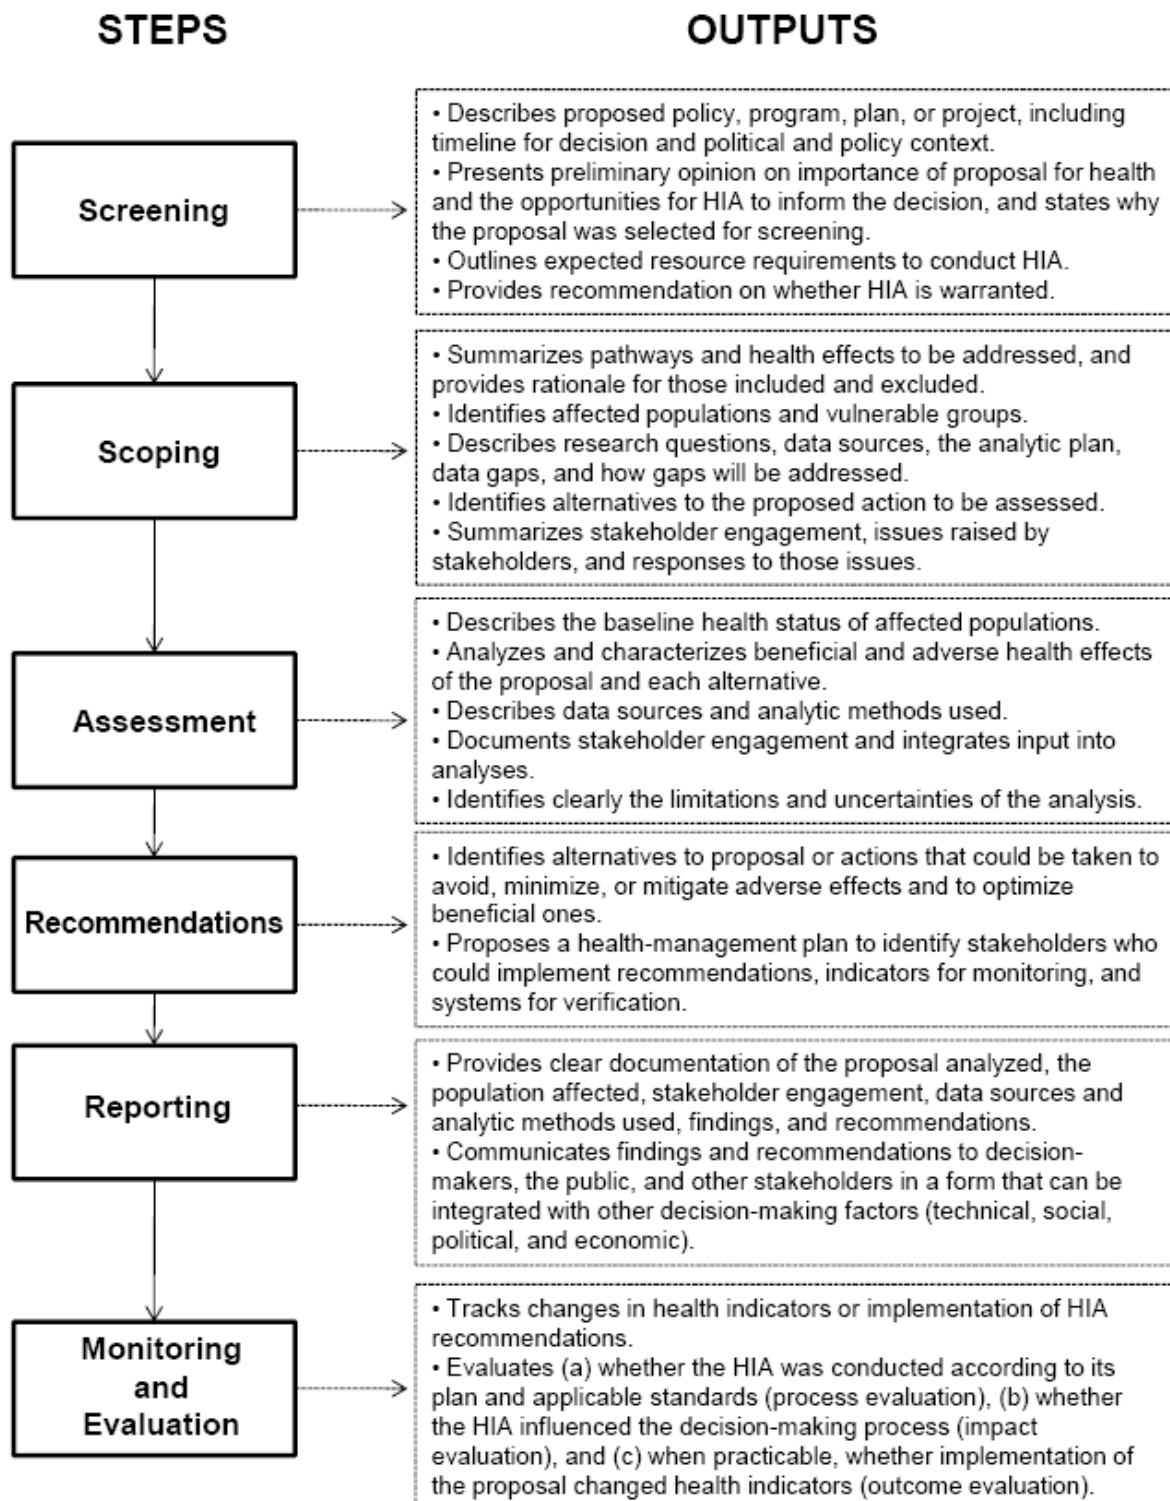 STEPS
OUTPUTS
Screening
• Describes proposed policy, program, plan, or project, including
timeline for decision and political and policy context.
• Presents preliminary opinion on importance of proposal for health
and the opportunities for HIA to inform the decision, and states why
the proposal was selected for screening.
• Outlines expected resource requirements to conduct HIA.
• Provides recommendation on whether HIA is warranted.
Scoping
• Summarizes pathways and health effects to be addressed, and
provides rationale for those included and excluded.
• Identifies affected populations and vulnerable groups.
• Describes research questions, data sources, the analytic plan,
data gaps, and how gaps will be addressed.
• Identifies alternatives to the proposed action to be assessed.
• Summarizes stakeholder engagement, issues raised by
stakeholders, and responses to those issues.
Assessment
• Describes the baseline health status of affected populations.
• Analyzes and characterizes beneficial and adverse health effects
of the proposal and each alternative.
• Describes data sources and analytic methods used.
• Documents stakeholder engagement and integrates input into
analyses.
• Identifies clearly the limitations and uncertainties of the analysis.
Recommendations
• Identifies alternatives to proposal or actions that could be taken to
avoid, minimize, or mitigate adverse effects and to optimize
beneficial ones.
• Proposes a health-management plan to identify stakeholders who
could implement recommendations, indicators for monitoring, and
systems for verification.
Reporting
• Provides clear documentation of the proposal analyzed, the
population affected, stakeholder engagement, data sources and
analytic methods used, findings, and recommendations.
• Communicates findings and recommendations to decision-
makers, the public, and other stakeholders in a form that can be
integrated with other decision-making factors (technical, social,
political, and economic).
Monitoring
and
Evaluation
• Tracks changes in health indicators or implementation of HIA
recommendations.
• Evaluates (a) whether the HIA was conducted according to its
plan and applicable standards (process evaluation), (b) whether
the HIA influenced the decision-making process (impact
evaluation), and (c) when practicable, whether implementation of
the proposal changed health indicators (outcome evaluation).